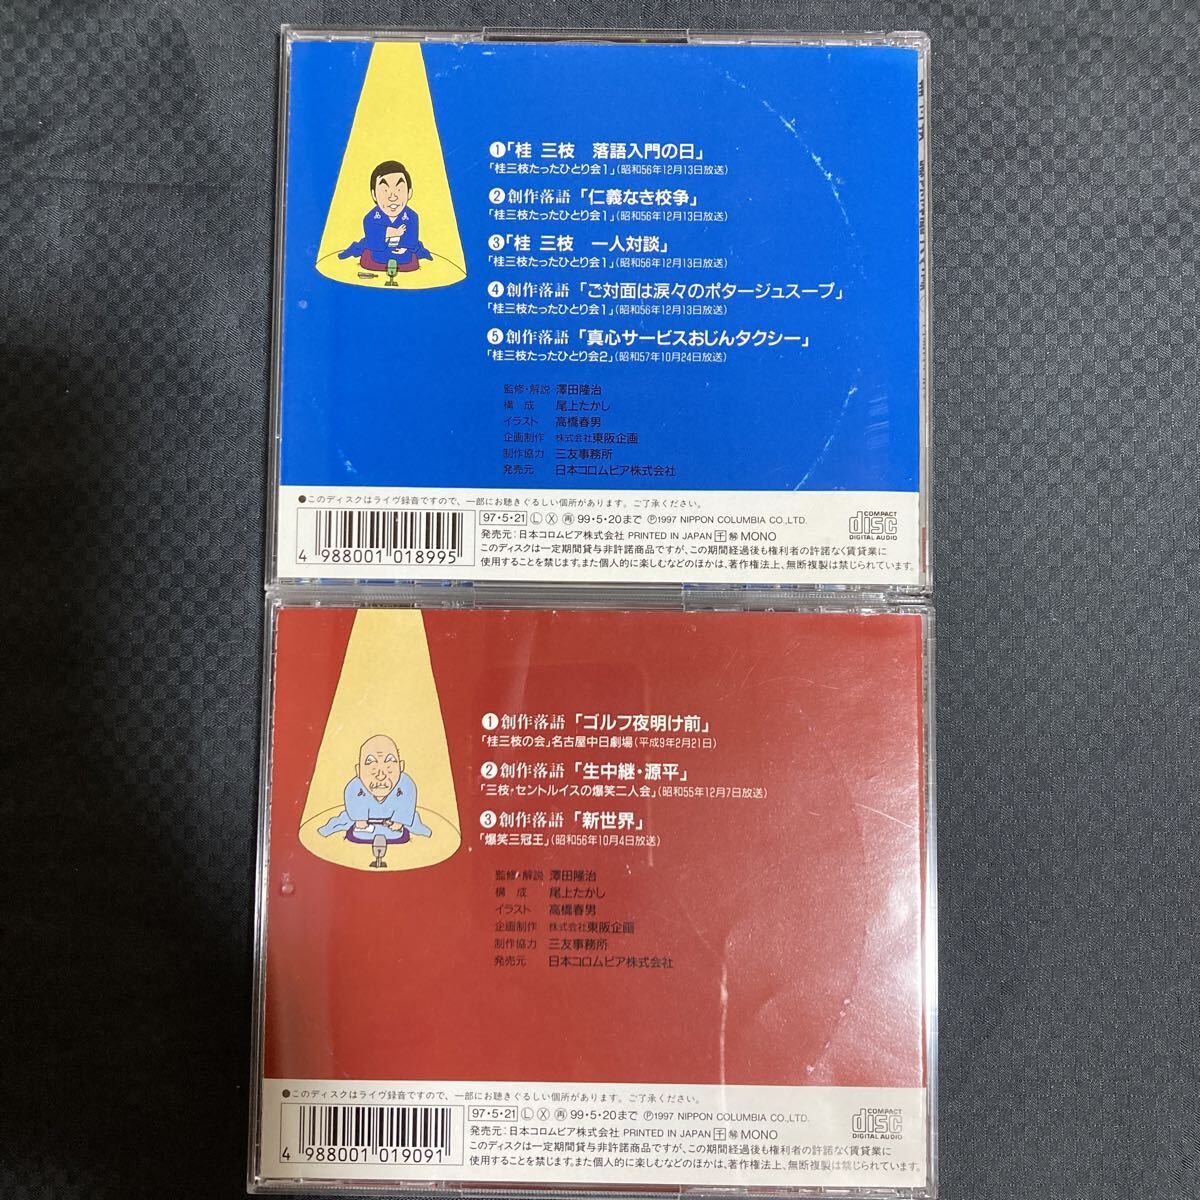 ❶「桂 三枝 落語入門の日」
「桂三枝たったひとり会1」(昭和56年12月13日放送)
❷創作落語「仁義なき校争」
「桂三枝たったひとり会1」(昭和56年12月13日放送)
❸「桂 三枝 一人対談」
「桂三枝たったひとり会1」(昭和56年12月13日放送)
❹創作落語「ご対面は涙々のポタージュスープ」
「桂三枝たったひとり会1」(昭和56年12月13日放送)
❺創作落語「真心サービスおじんタクシー」
「桂三枝たったひとり会2」(昭和57年10月24日放送)
監修・解説 澤田隆治
構成 尾上たかし
イラスト 高橋春男
企画制作 株式会社東阪企画
制作協力 三友事務所
発売元 日本コロムビア株式会社
●このディスクはライヴ録音ですので、一部にお聴きぐるしい個所があります。ご了承ください。
97・5・21 Ⓛ Ⓧ ㊮ 99・5・20まで Ⓟ1997 NIPPON COLUMBIA CO.,LTD.
発売元:日本コロムビア株式会社 PRINTED IN JAPAN 千 ㊙ MONO
COMPACT
disc
DIGITAL AUDIO
このディスクは一定期間貸与非許諾商品ですが、この期間経過後も権利者の許諾なく賃貸業に
使用することを禁じます。また個人的に楽しむなどのほかは、著作権法上、無断複製は禁じられています。
4 988001 018995
❶創作落語「ゴルフ夜明け前」
「桂三枝の会」名古屋中日劇場(平成9年2月21日)
❷創作落語「生中継・源平」
「三枝・セントルイスの爆笑二人会」(昭和55年12月7日放送)
❸創作落語「新世界」
「爆笑三冠王」(昭和56年10月4日放送)
監修・解説 澤田隆治
構成 尾上たかし
イラスト 高橋春男
企画制作 株式会社東阪企画
制作協力 三友事務所
発売元 日本コロムビア株式会社
●このディスクはライヴ録音ですので、一部にお聴きぐるしい個所があります。ご了承ください。
97・5・21 Ⓛ Ⓧ ㊮ 99・5・20まで Ⓟ1997 NIPPON COLUMBIA CO.,LTD.
発売元:日本コロムビア株式会社 PRINTED IN JAPAN 千 ㊙ MONO
COMPACT
disc
DIGITAL AUDIO
このディスクは一定期間貸与非許諾商品ですが、この期間経過後も権利者の許諾なく賃貸業に
使用することを禁じます。また個人的に楽しむなどのほかは、著作権法上、無断複製は禁じられています。
4 988001 019091